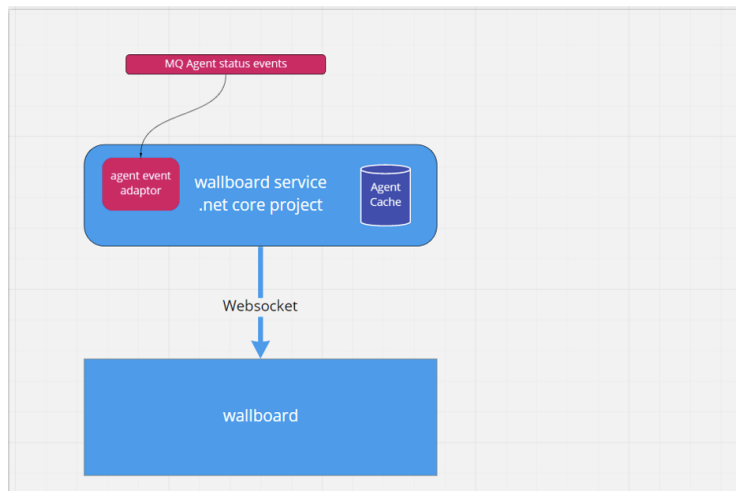 MQ Agent status events
agent event
adaptor
wallboard service
.net core project
Agent
Cache
Websocket
wallboard